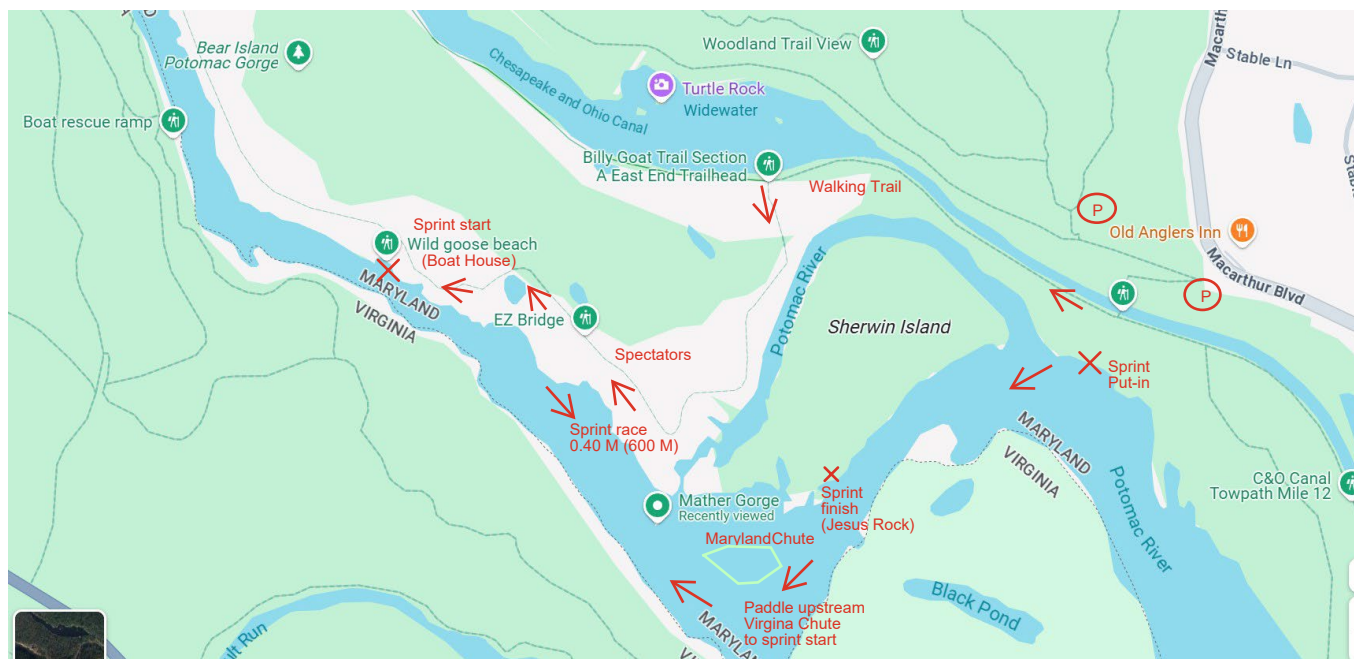 Bear Island
Potomac Gorge
Boat rescue ramp
Chesapeake and Ohio Canal
Woodland Trail View
Turtle Rock
Widewater
Billy Goat Trail Section
A East End Trailhead
Walking Trail
Stable Ln
Macarth
P
Old Anglers Inn
Macarthur Blvd
P
Sprint start
Wild goose beach
(Boat House)
MARYLAND
VIRGINIA
EZ Bridge
Spectators
Potomac River
Sherwin Island
Sprint
Put-in
Sprint race
0.40 M (600 M)
MARYLAND
VIRGINIA
Potomac River
C&O Canal
Towpath Mile 12
Mather Gorge
Recently viewed
Sprint
finish
(Jesus Rock)
MarylandChute
Paddle upstream
Virgina Chute
to sprint start
Black Pond
MARYLAN
ult Run